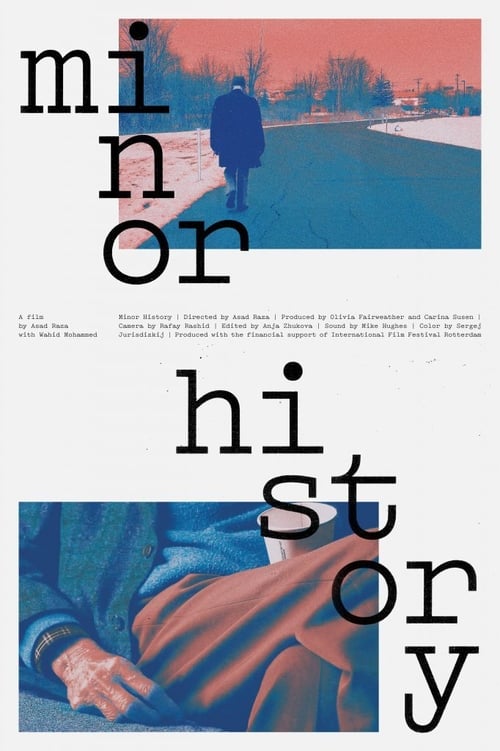 mi
n
or
A film
by Asad Raza
with Wahid Mohammed
Minor History | Directed by Asad Raza | Produced by Olivia Fairweather and Carina Susen |
Camera by Rafay Rashid | Edited by Anja Zhukova | Sound by Mike Hughes | Color by Sergej
Jurisdizkij | Produced with the financial support of International Film Festival Rotterdam
hi
st
or
y